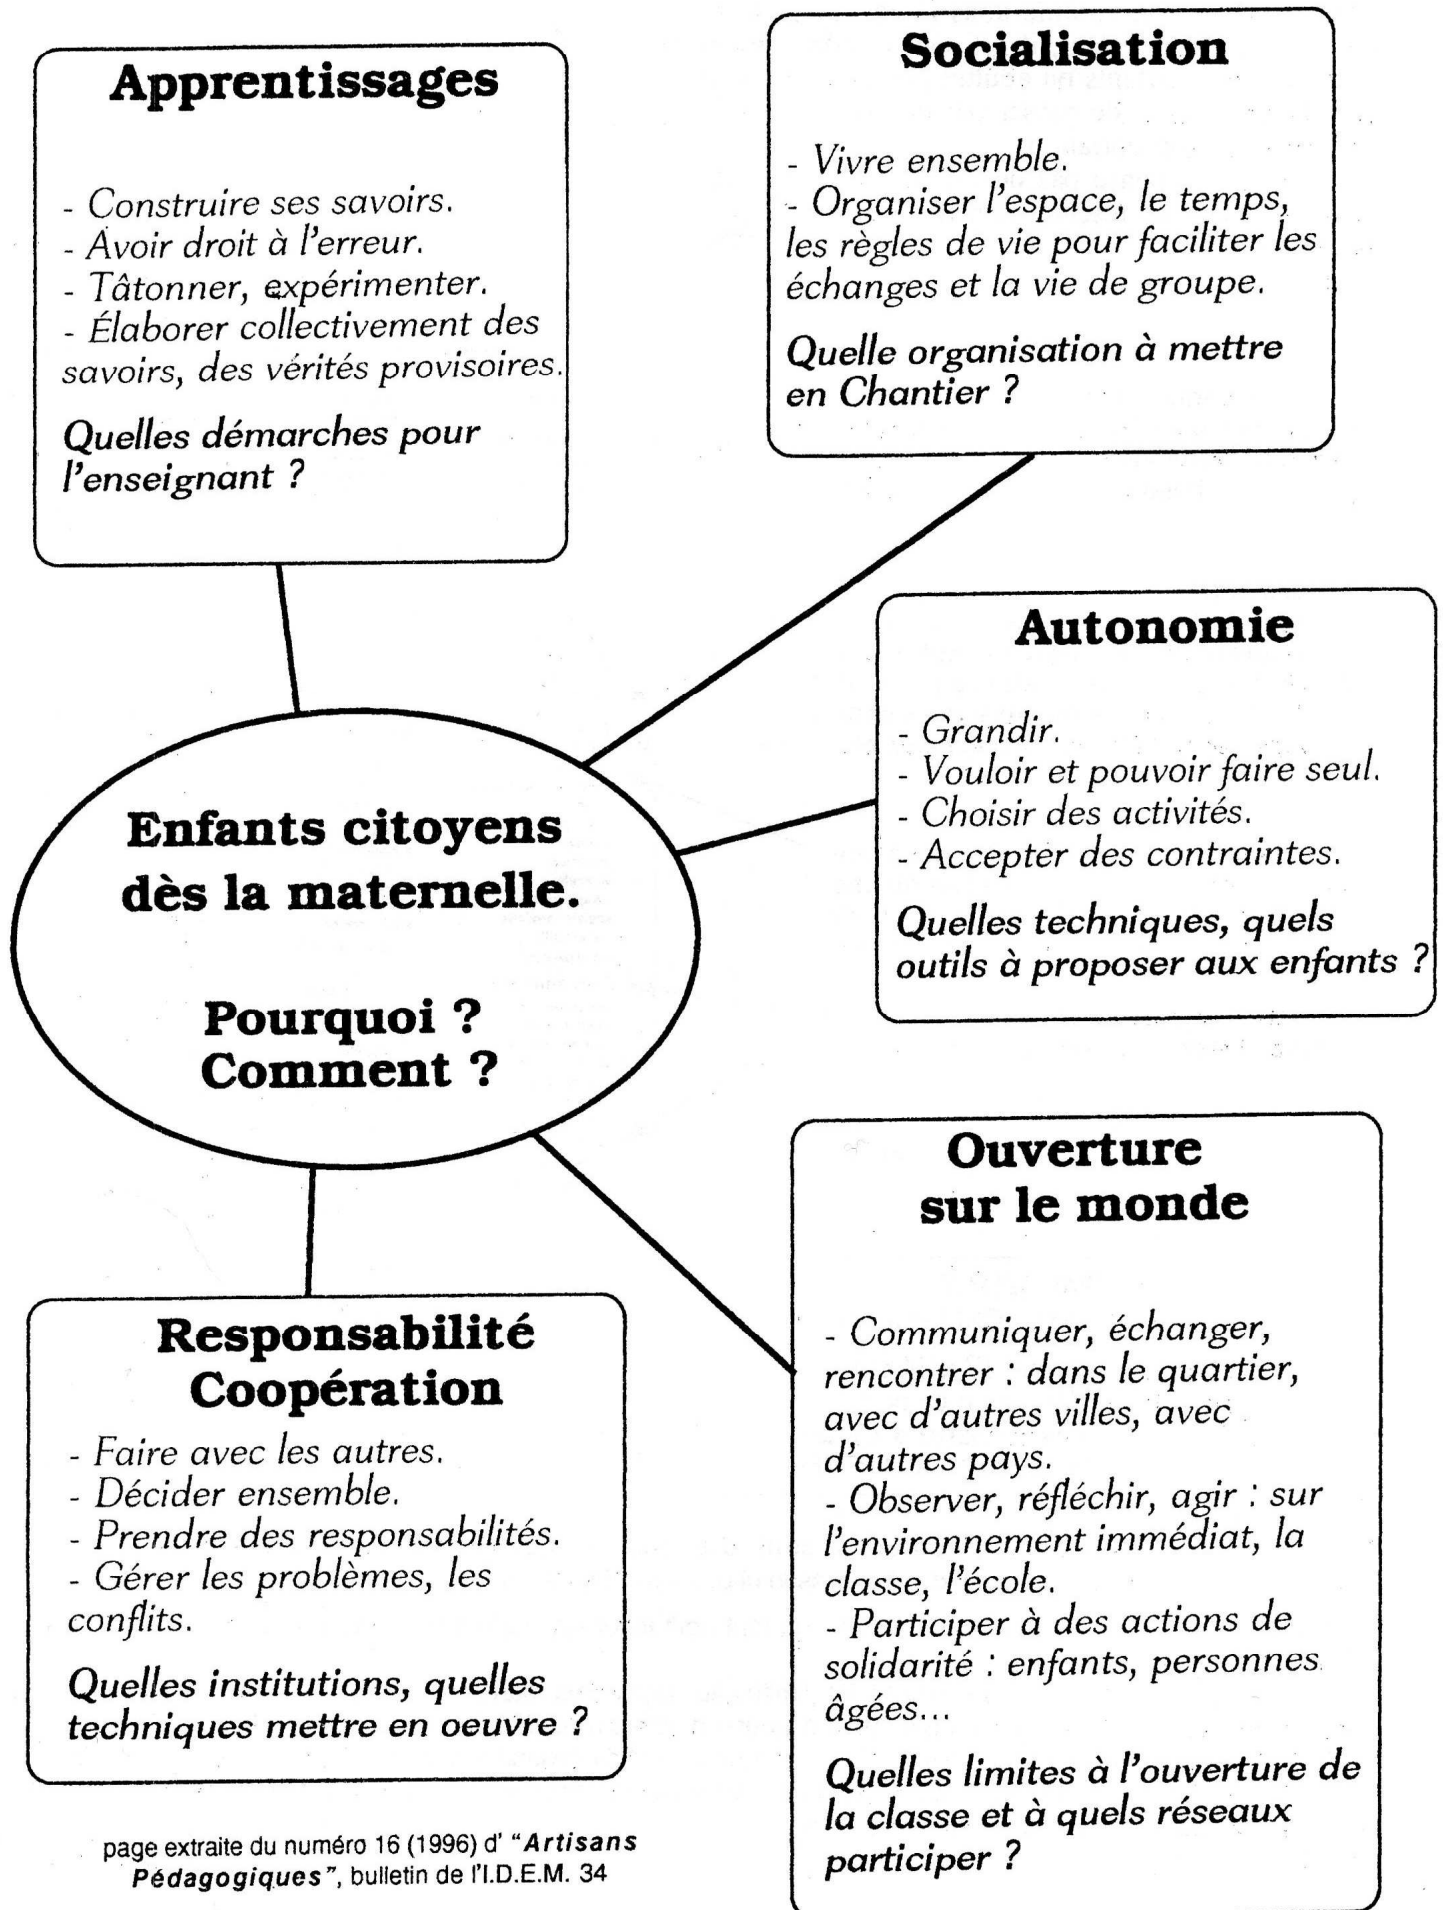 Apprentissages
- Construire ses savoirs.
- Avoir droit à l'erreur.
- Tâtonner, expérimenter.
- Élaborer collectivement des
savoirs, des vérités provisoires.
Quelles démarches pour
l'enseignant ?
Socialisation
- Vivre ensemble.
- Organiser l'espace, le temps,
les règles de vie pour faciliter les
échanges et la vie de groupe.
Quelle organisation à mettre
en Chantier ?
Autonomie
- Grandir.
- Vouloir et pouvoir faire seul.
- Choisir des activités.
- Accepter des contraintes.
Quelles techniques, quels
outils à proposer aux enfants ?
Enfants citoyens
dès la maternelle.
Pourquoi ?
Comment ?
Responsabilité
Coopération
- Faire avec les autres.
- Décider ensemble.
- Prendre des responsabilités.
- Gérer les problèmes, les
conflits.
Quelles institutions, quelles
techniques mettre en oeuvre ?
Ouverture
sur le monde
- Communiquer, échanger,
rencontrer : dans le quartier,
avec d'autres villes, avec
d'autres pays.
- Observer, réfléchir, agir : sur
l'environnement immédiat, la
classe, l'école.
- Participer à des actions de
solidarité : enfants, personnes
âgées...
Quelles limites à l'ouverture de
la classe et à quels réseaux
participer ?
page extraite du numéro 16 (1996) d' "Artisans
Pédagogiques", bulletin de l'I.D.E.M. 34